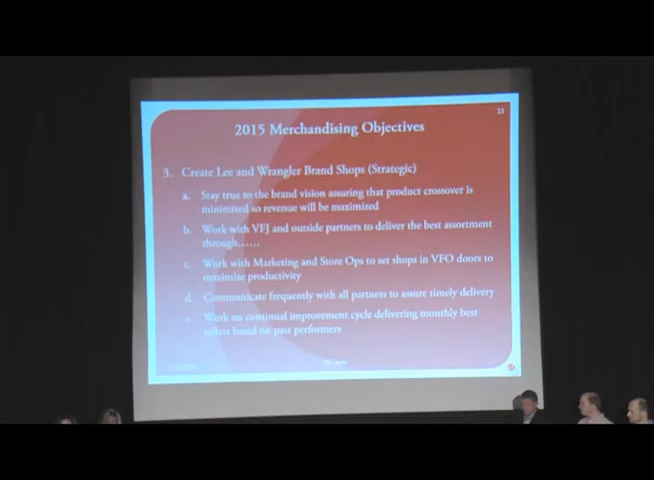 23
2015 Merchandising Objectives
3. Create Lee and Wrangler Brand Shops (Strategic)
a. Stay true to the brand vision assuring that product crossover is
minimized so revenue will be maximized
b. Work with VFJ and outside partners to deliver the best assortment
through……
c. Work with Marketing and Store Ops to set shops in VFO doors to
maximize productivity
d. Communicate frequently with all partners to assure timely delivery
e. Work on continual improvement cycle delivering monthly best
sellers based on past performers